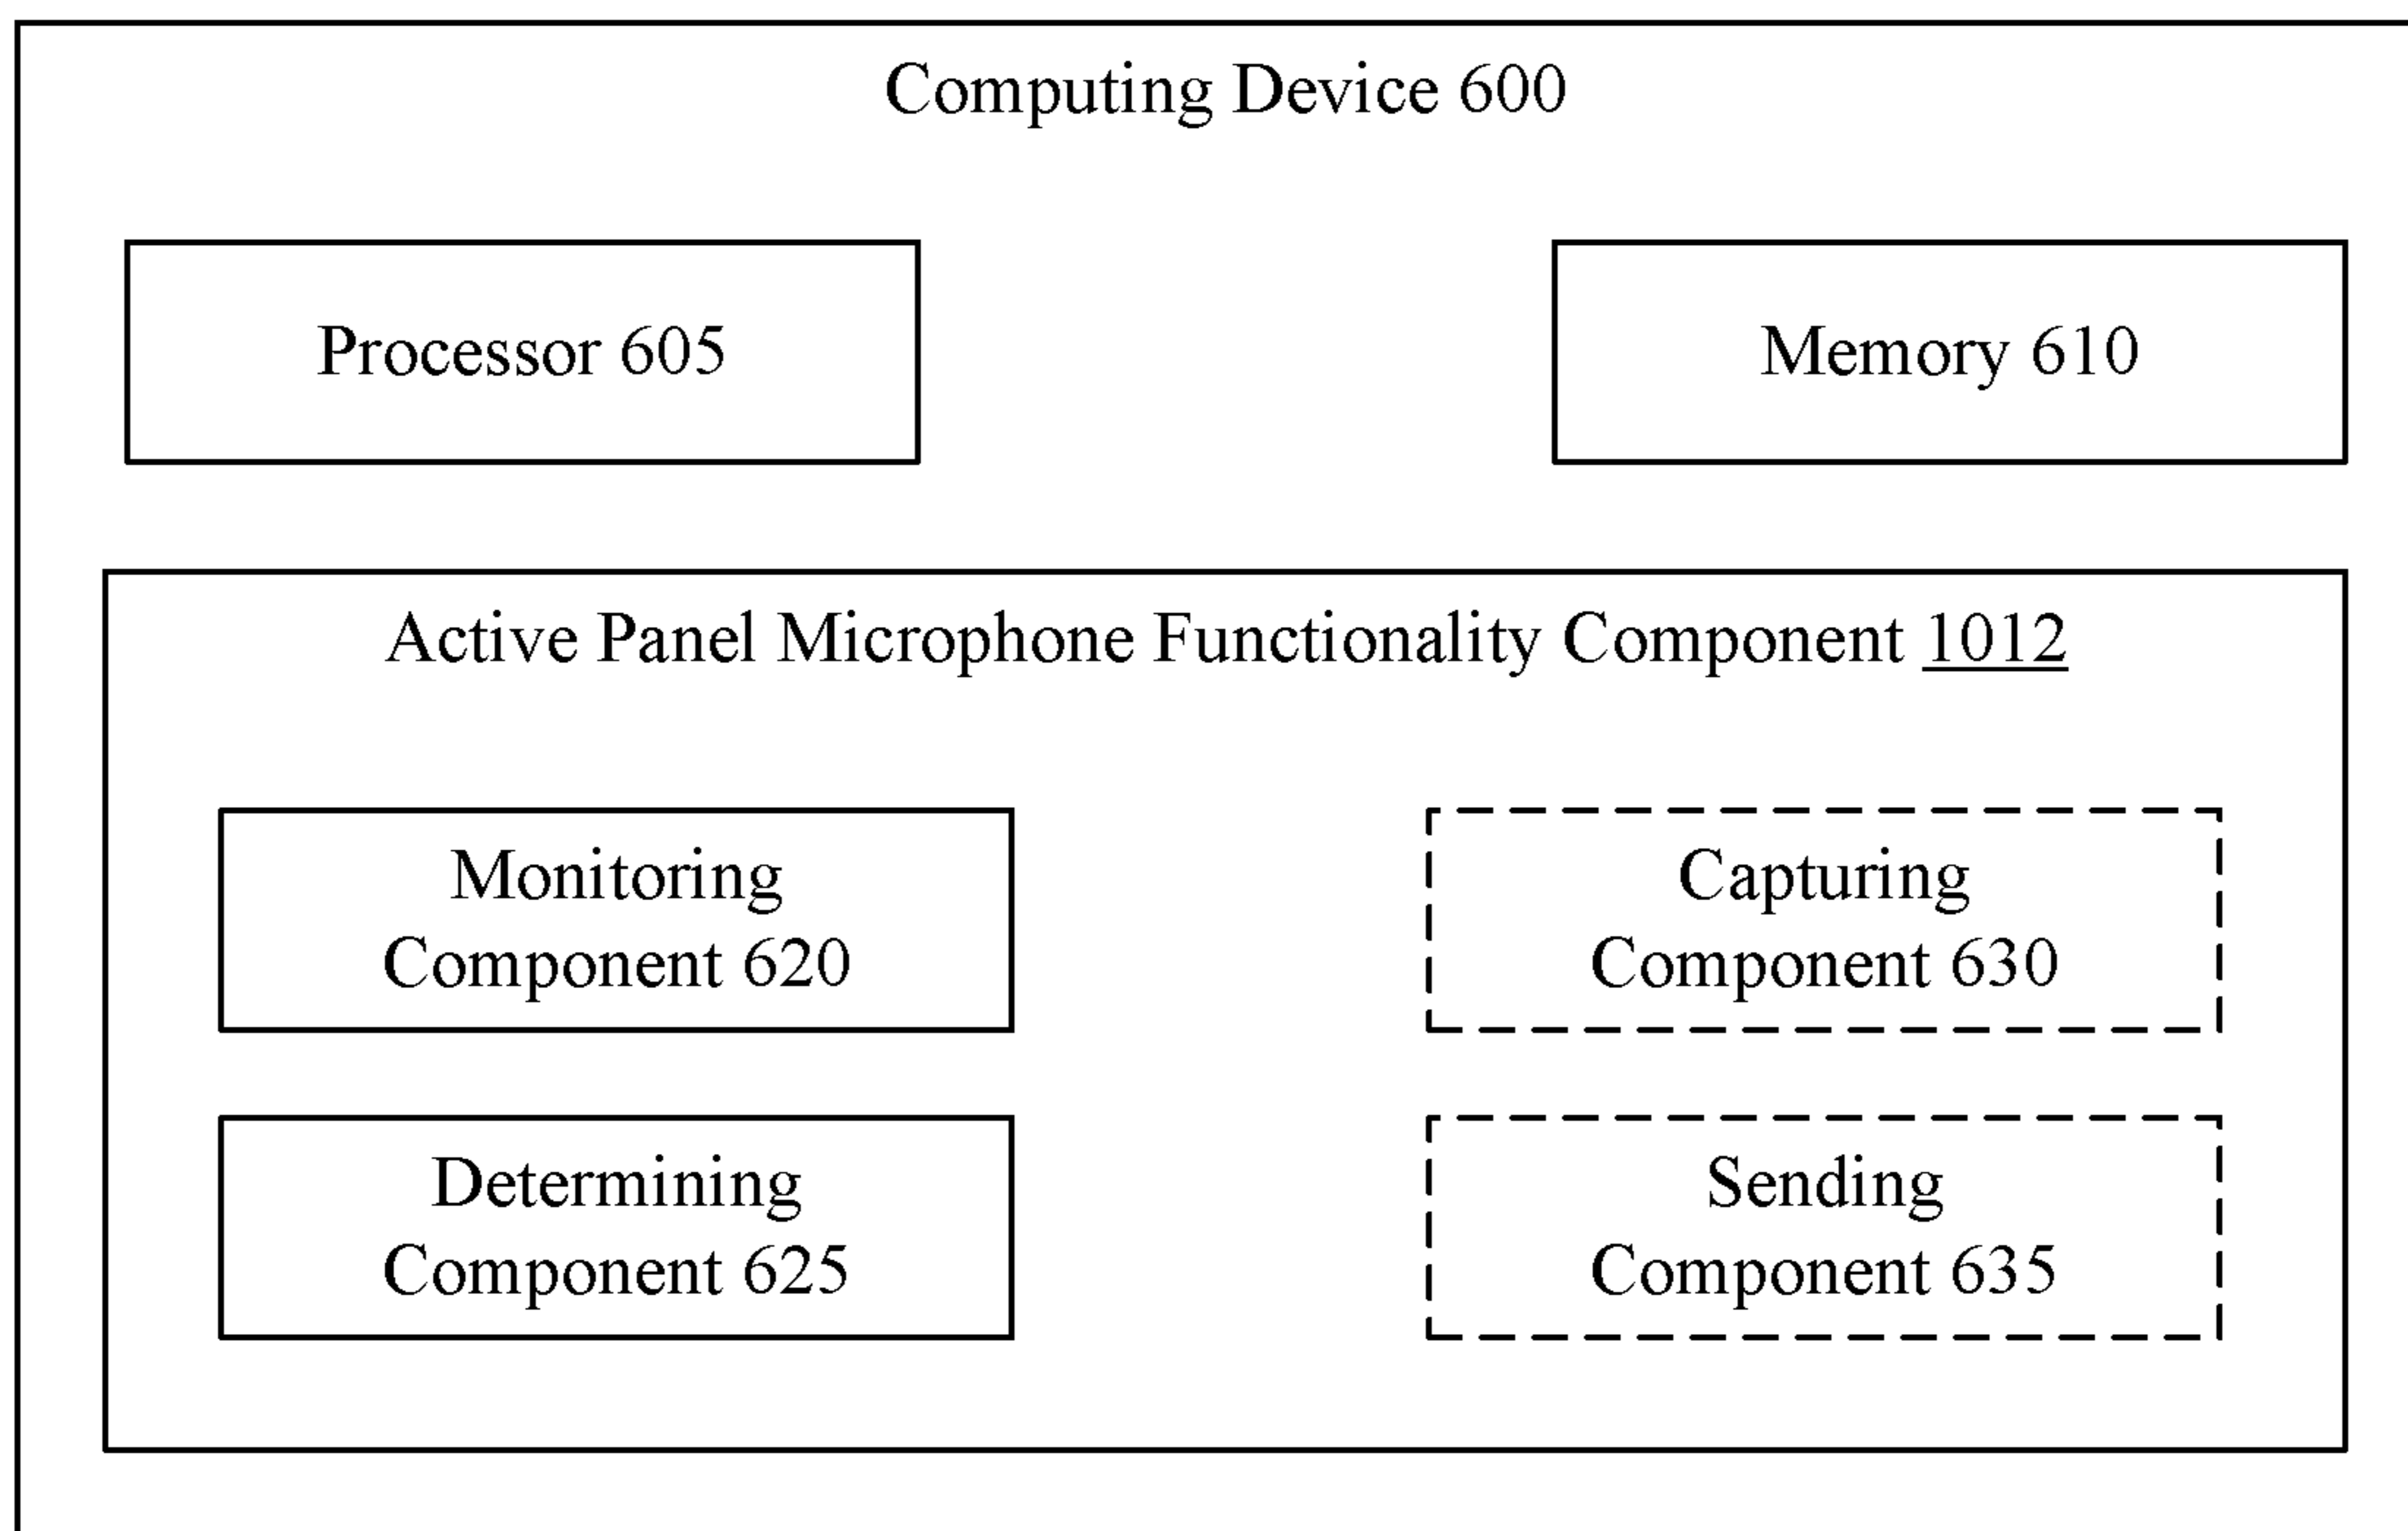 Computing Device 600
Processor 605
Memory 610
Active Panel Microphone Functionality Component 1012
Monitoring
Component 620
Capturing
Component 630
Determining
Component 625
Sending
Component 635